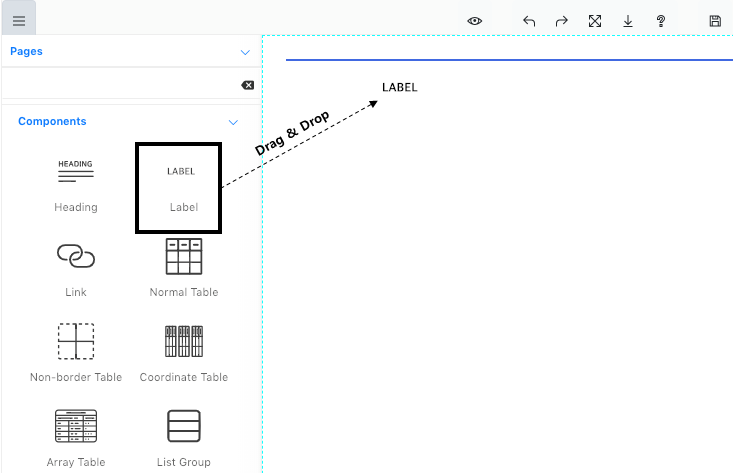 Pages
LABEL
Drag & Drop
Components
HEADING
LABEL
Heading
Label
Link
Normal Table
Non-border Table
Coordinate Table
Array Table
List Group